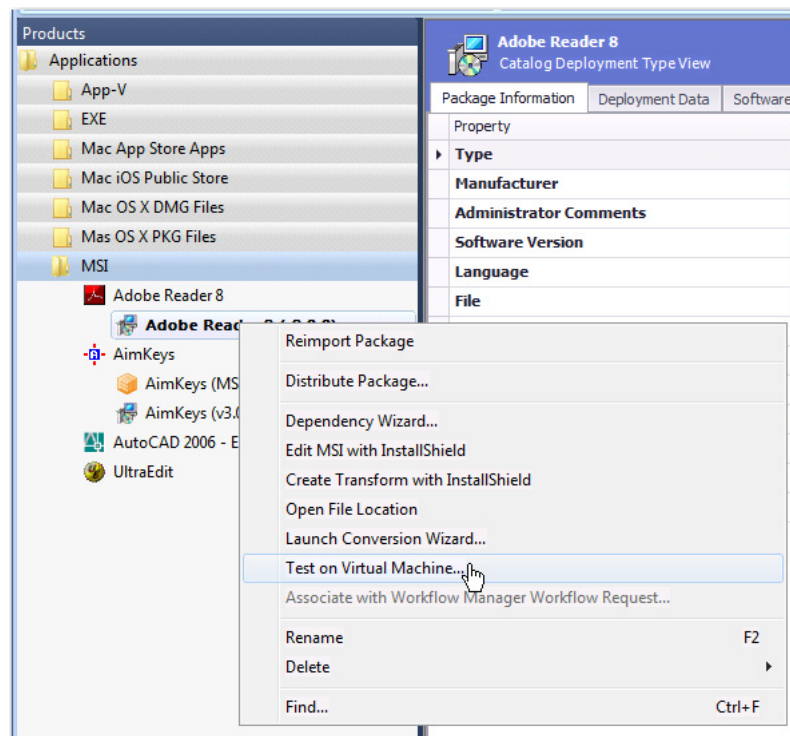 Products
Applications
App-V
EXE
Mac App Store Apps
Mac iOS Public Store
Mac OS X DMG Files
Mas OS X PKG Files
MSI
Adobe Reader 8
Adobe
AimKeys
AimKeys (MS
AimKeys (v3.0
AutoCAD 2006 - E
UltraEdit
Adobe Reader 8
Catalog Deployment Type View
Package Information Deployment Data Software
Property
Type
Manufacturer
Administrator Comments
Software Version
Language
File
Reimport Package
Distribute Package...
Dependency Wizard...
Edit MSI with InstallShield
Create Transform with InstallShield
Open File Location
Launch Conversion Wizard...
Test on Virtual Machine...
Associate with Workflow Manager Workflow Request...
Rename F2
Delete
Find... Ctrl+F